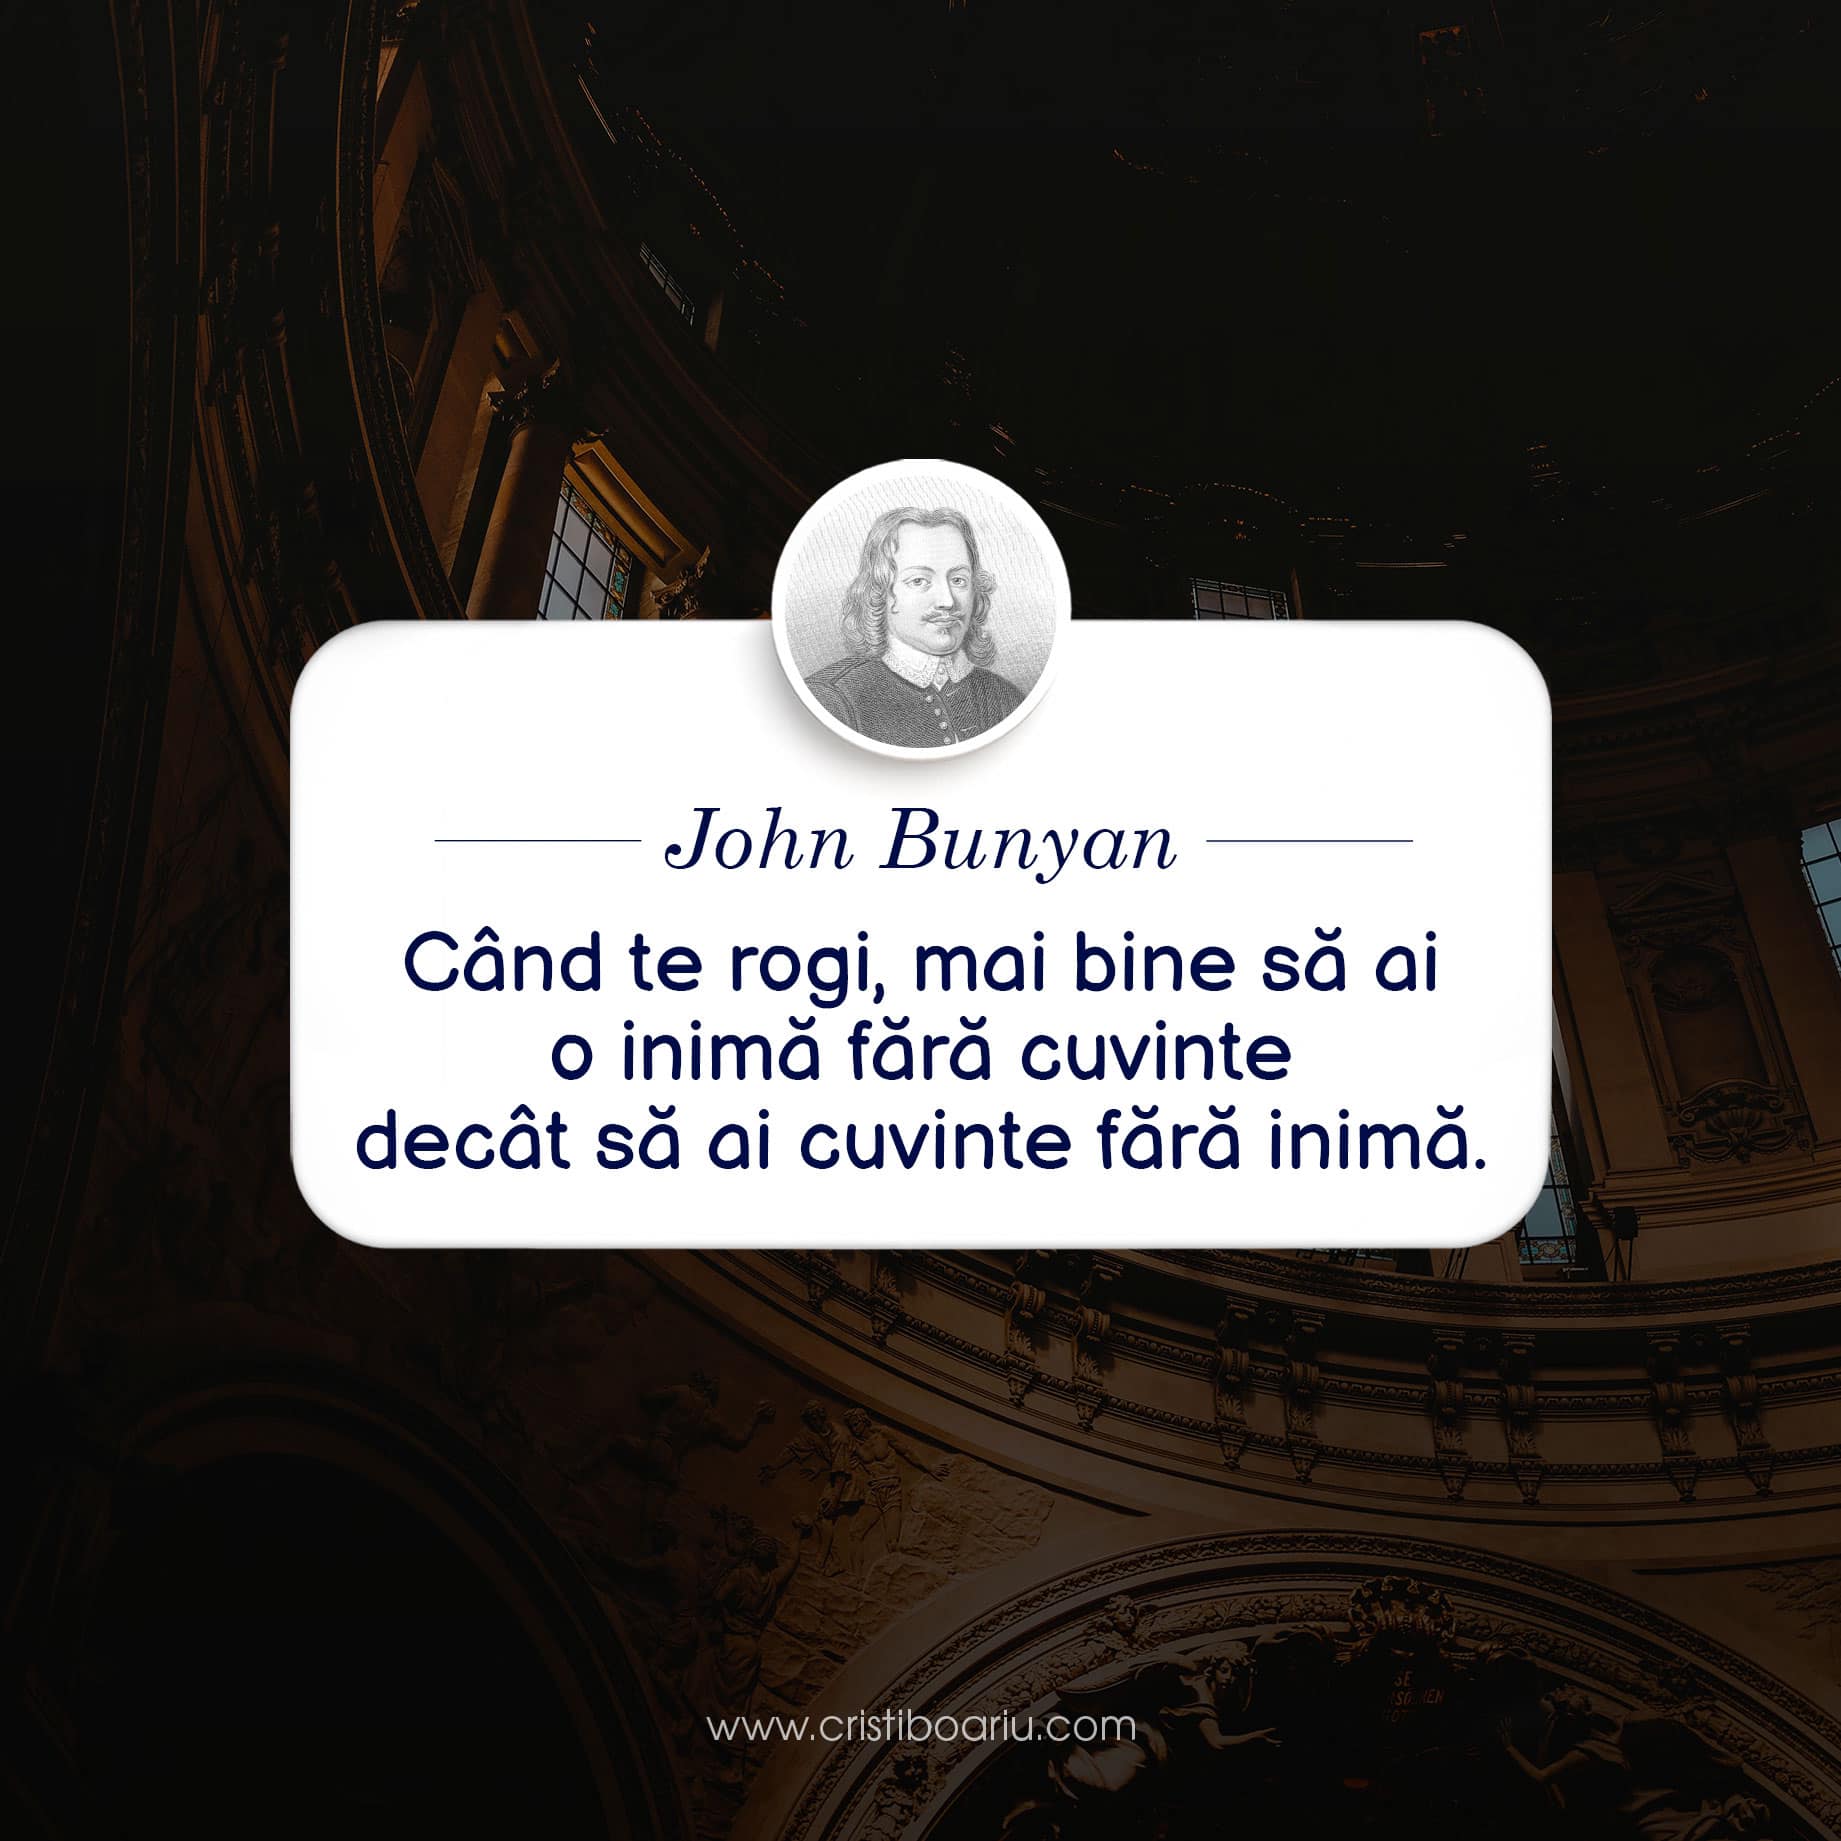 John Bunyan
Când te rogi, mai bine să ai
o inimă fără cuvinte
decât să ai cuvinte fără inimă.
SE
www.cristiboariu.com